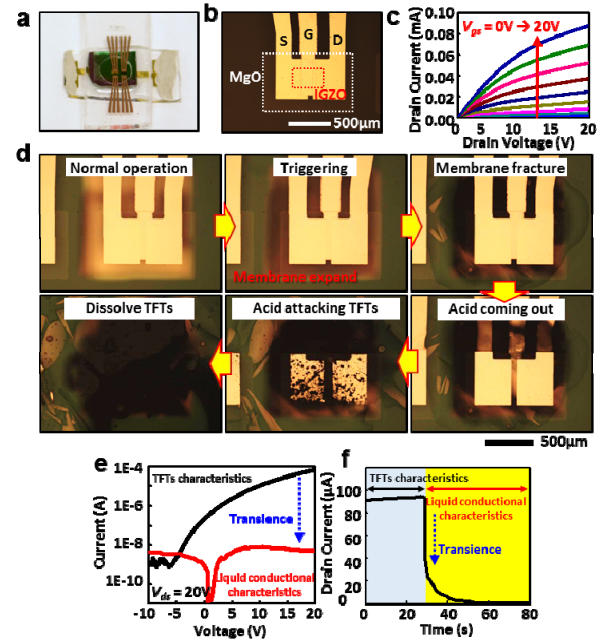 a
b
S G D
MgO
IGZO
500μm
c
Drain Current (mA)
0.10
0.08
0.06
0.04
0.02
0.00
Vgs = 0V → 20V
0 5 10 15 20
Drain Voltage (V)
d
Normal operation
Triggering
Membrane fracture
Membrane expand
Dissolve TFTs
Acid attacking TFTs
Acid coming out
500μm
e
Current (A)
1E-4
1E-6
1E-8
1E-10
TFTs characteristics
Transience
Liquid conductional
characteristics
Vds = 20V
-10 -5 0 5 10 15 20
Voltage (V)
f
Drain Current (μA)
100
80
60
40
20
0
TFTs characteristics
Liquid conductional
characteristics
Transience
0 20 40 60 80
Time (s)